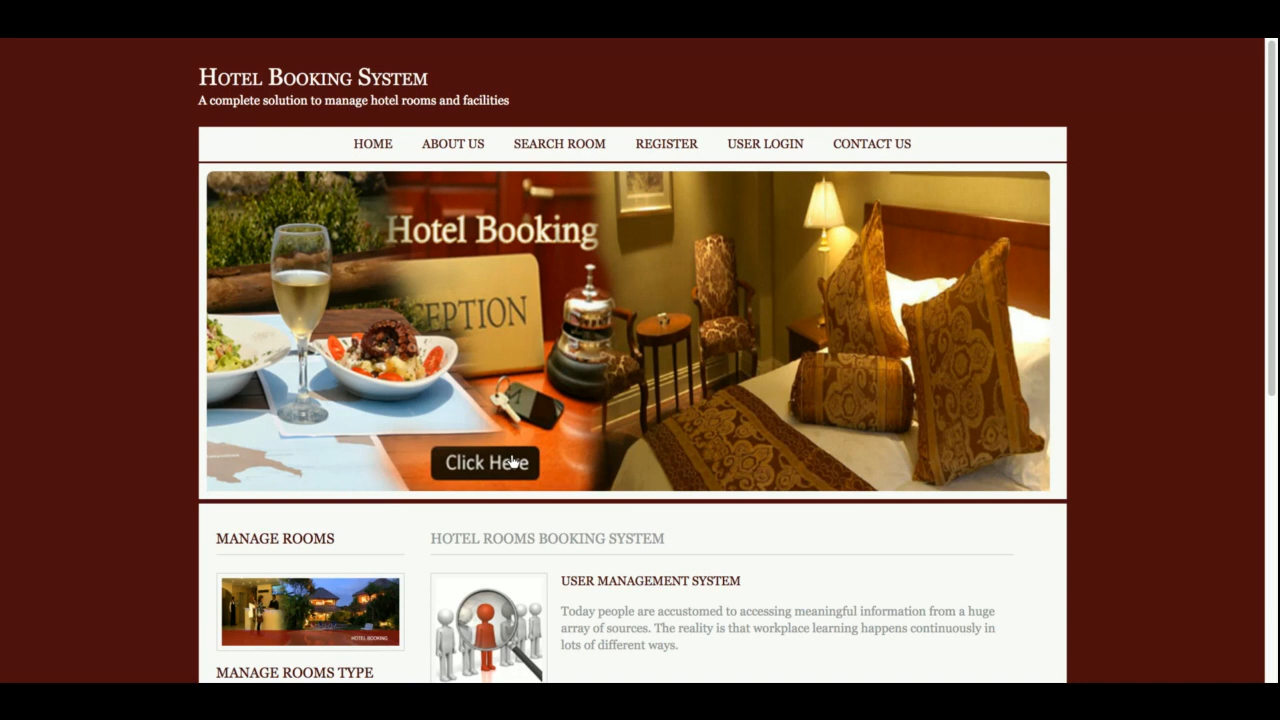 HOTEL BOOKING SYSTEM
A complete solution to manage hotel rooms and facilities
HOME ABOUT US SEARCH ROOM REGISTER USER LOGIN CONTACT US
Hotel Booking
EPTION
Click Here
MANAGE ROOMS
HOTEL BOOKING
MANAGE ROOMS TYPE
HOTEL ROOMS BOOKING SYSTEM
USER MANAGEMENT SYSTEM
Today people are accustomed to accessing meaningful information from a huge
array of sources. The reality is that workplace learning happens continuously in
lots of different ways.